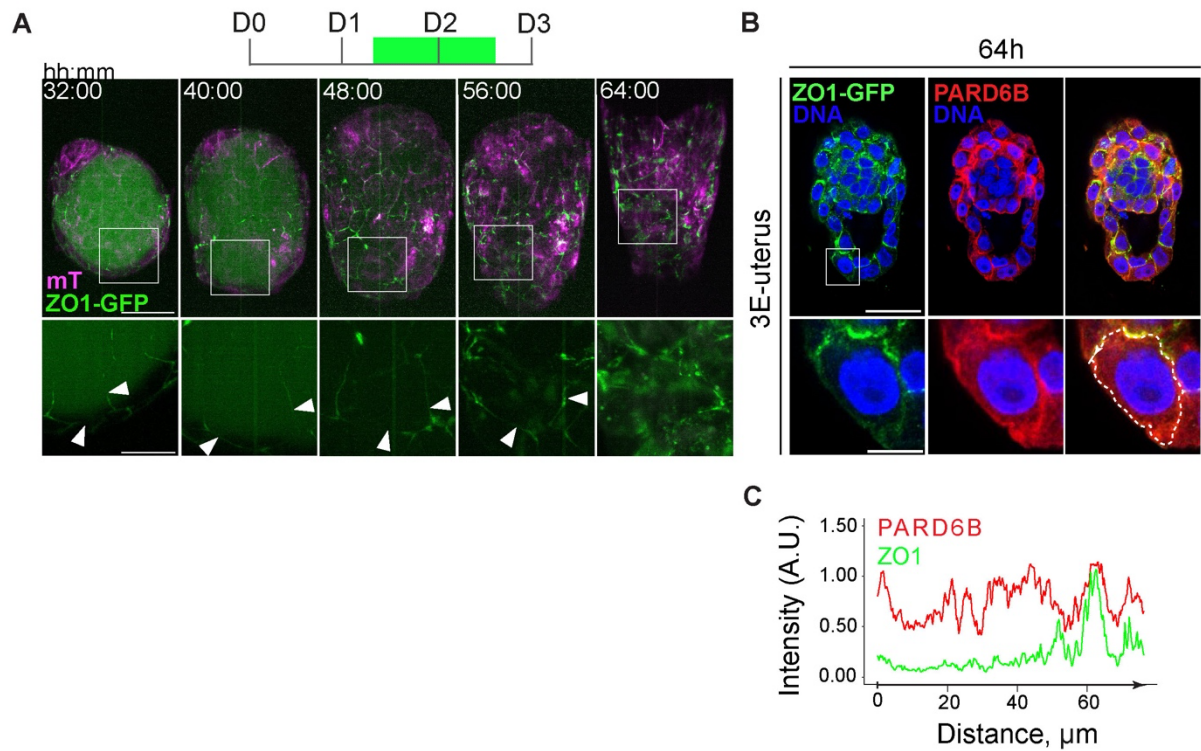 A
D0 D1 D2 D3
hh:mm
32:00 40:00 48:00 56:00 64:00
mT
ZO1-GFP
B
64h
ZO1-GFP PARD6B
DNA DNA
3E-uterus
C
PARD6B
ZO1
Intensity (A.U.)
1.50
1.00
0.50
0.00
0 20 40 60
Distance, µm